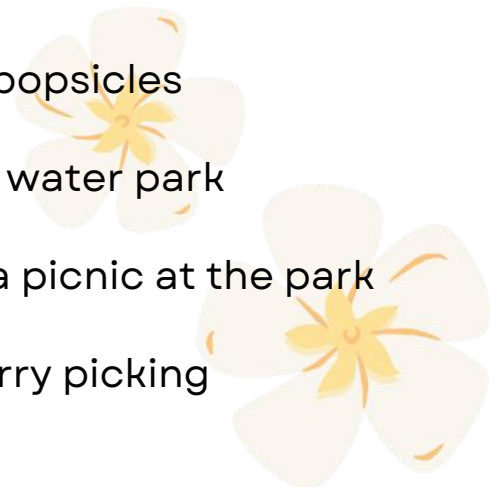 popsicles
water park
a picnic at the park
rry picking